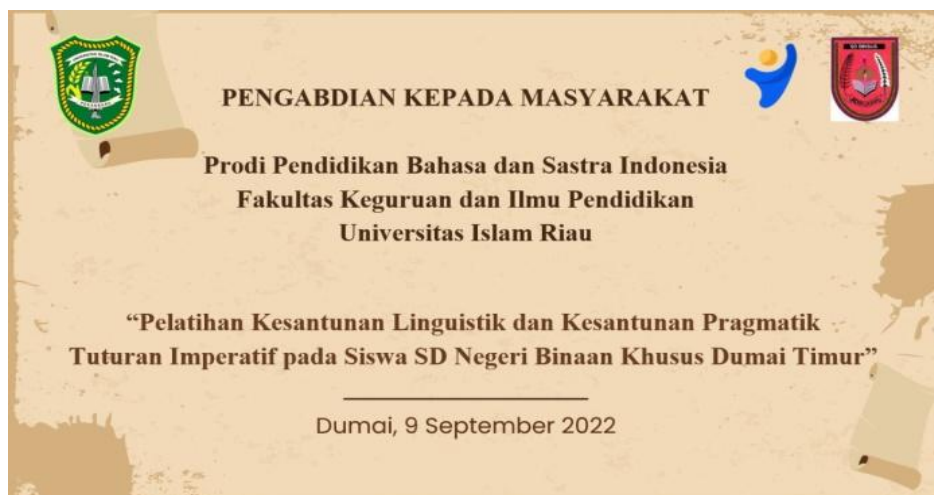 PENGABDIAN KEPADA MASYARAKAT
Prodi Pendidikan Bahasa dan Sastra Indonesia
Fakultas Keguruan dan Ilmu Pendidikan
Universitas Islam Riau
“Pelatihan Kesantunan Linguistik dan Kesantunan Pragmatik
Tuturan Imperatif pada Siswa SD Negeri Binaan Khusus Dumai Timur”
Dumai, 9 September 2022